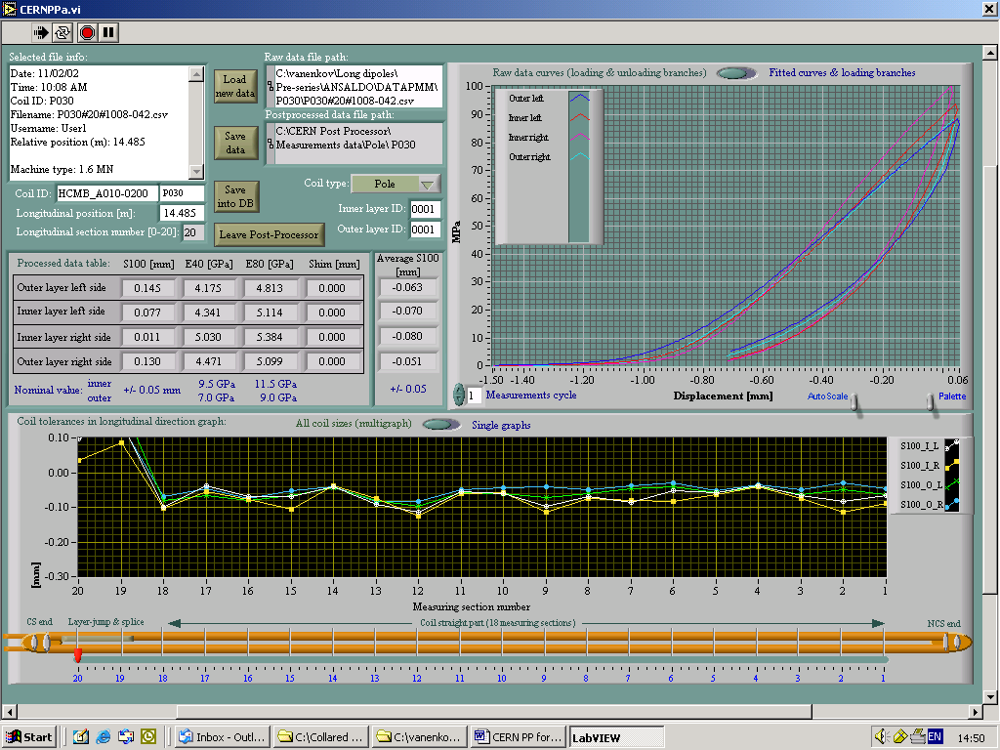 CERNPPa.vi
Selected file info:
Date: 11/02/02
Time: 10:08 AM
Coil ID: P030
Filename: P030#20#1008-042.csv
Username: User1
Relative position (m): 14.485
Machine type: 1.6 MN
Load new data
Save data
Save into DB
Leave Post-Processor
Raw data file path:
C:\vanenkov\Long dipoles\
Pre-series\ANSALDO\DATAPMM\
P030\P030#20#1008-042.csv
Postprocessed data file path:
C:\CERN Post Processor\
Measurements data\Pole\ P030
Coil type: Pole
Inner layer ID: 0001
Outer layer ID: 0001
Coil ID: HCMB_A010-0200 P030
Longitudinal position [m]: 14.485
Longitudinal section number [0-20]: 20
Processed data table: S100 [mm] E40 [GPa] E80 [GPa] Shim [mm]
Average S100 [mm]
Outer layer left side 0.145 4.175 4.813 0.000 -0.063
Inner layer left side 0.077 4.341 5.114 0.000 -0.070
Inner layer right side 0.011 5.030 5.384 0.000 -0.080
Outer layer right side 0.130 4.471 5.099 0.000 -0.051
Nominal value: inner outer +/- 0.05 mm 9.5 GPa 7.0 GPa 11.5 GPa 9.0 GPa +/- 0.05
Raw data curves (loading & unloading branches) Fitted curves & loading branches
Outer left
Inner left
Inner right
Outer right
MPa
100
90
80
70
60
50
40
30
20
10
0
-1.50 -1.40 -1.20 -1.00 -0.80 -0.60 -0.40 -0.20 0.06
1 Measurements cycle
Displacement [mm]
AutoScale
Palette
Coil tolerances in longitudinal direction graph:
All coil sizes (multigraph) Single graphs
0.10
0.00
-0.10
-0.20
-0.30
[mm]
S100_I_L
S100_I_R
S100_O_L
S100_O_R
20 19 18 17 16 15 14 13 12 11 10 9 8 7 6 5 4 3 2 1
Measuring section number
CS end Layer-jump & splice Coil straight part (18 measuring sections) NCS end
20 19 18 17 16 15 14 13 12 11 10 9 8 7 6 5 4 3 2 1
Start
Inbox - Outl...
C:\Collared ...
C:\vanenko...
CERN PP for...
LabVIEW
EN
14:50